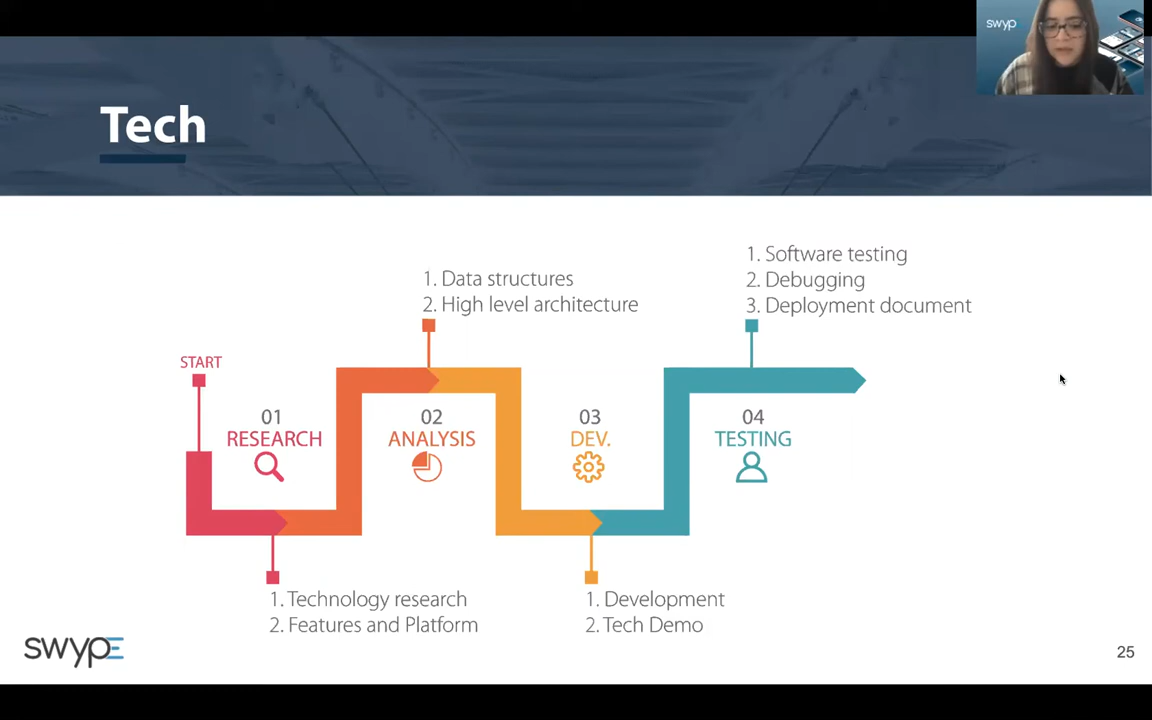 swyp
Tech
1. Software testing
2. Debugging
3. Deployment document
1. Data structures
2. High level architecture
START
01
RESEARCH
02
ANALYSIS
03
DEV.
04
TESTING
1. Technology research
2. Features and Platform
1. Development
2. Tech Demo
swypE
25